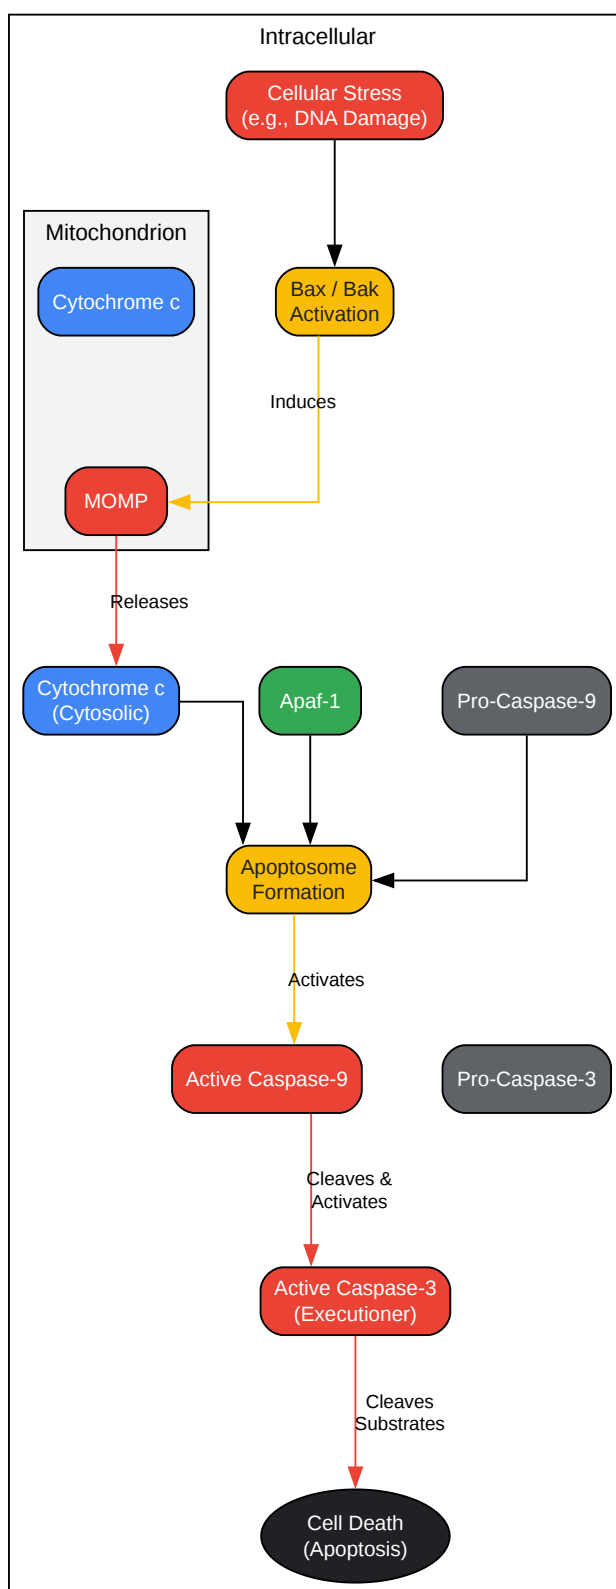 Intracellular
Cellular Stress
(e.g., DNA Damage)
Mitochondrion
Cytochrome c
Bax / Bak
Activation
Induces
MOMP
Releases
Cytochrome c
(Cytosolic)
Apaf-1
Pro-Caspase-9
Apoptosome
Formation
Activates
Active Caspase-9
Pro-Caspase-3
Cleaves &
Activates
Active Caspase-3
(Executioner)
Cleaves
Substrates
Cell Death
(Apoptosis)